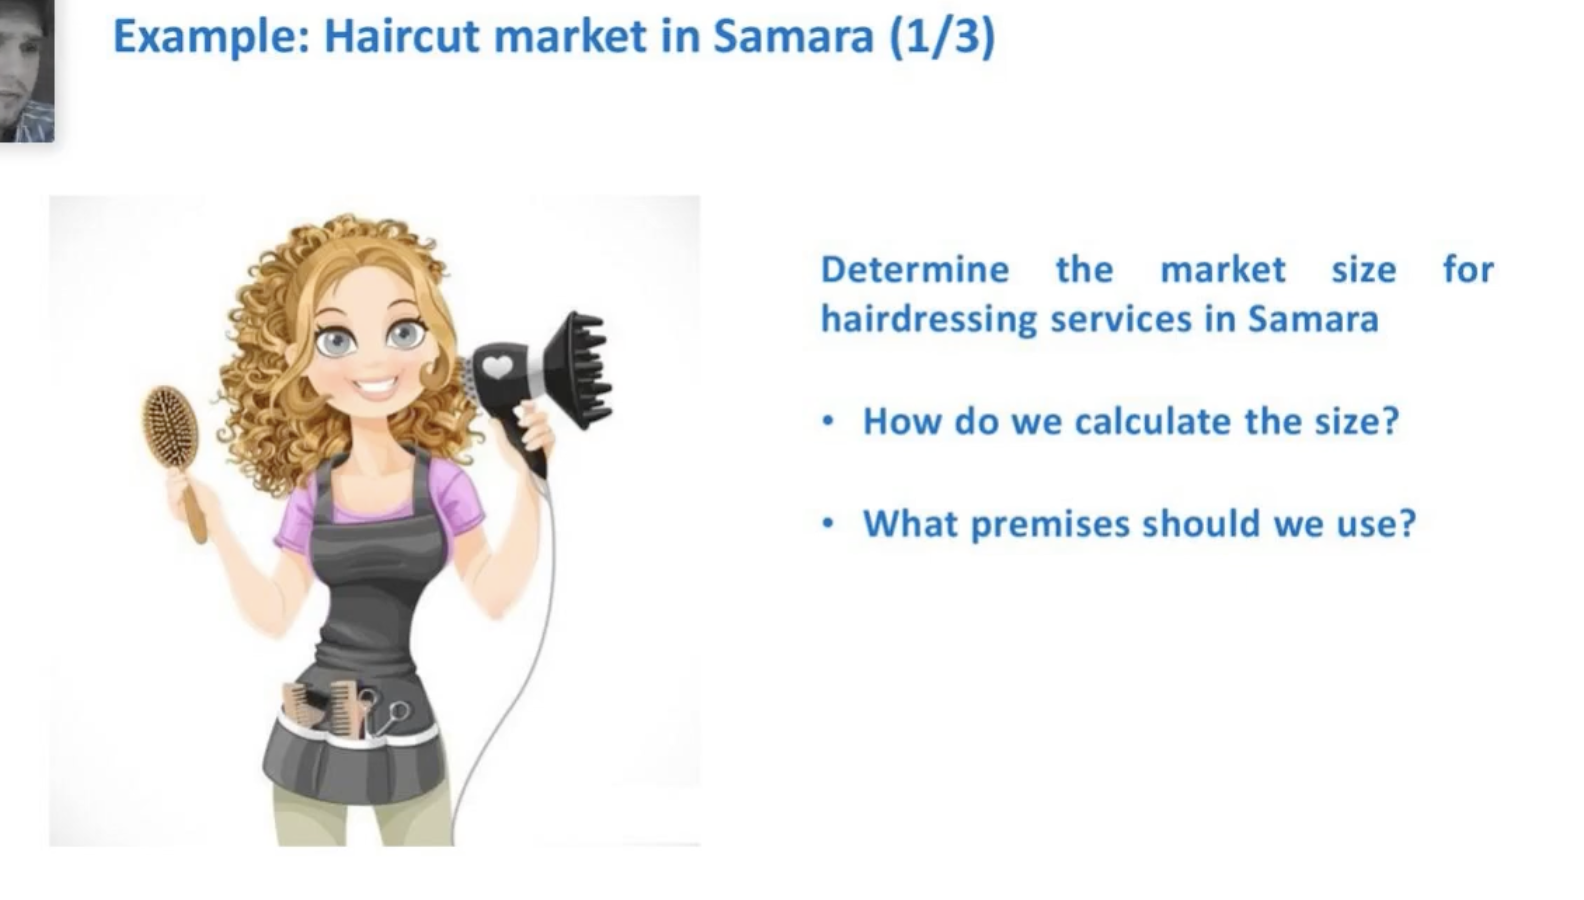 Example: Haircut market in Samara (1/3)
Determine the market size for
hairdressing services in Samara
• How do we calculate the size?
• What premises should we use?